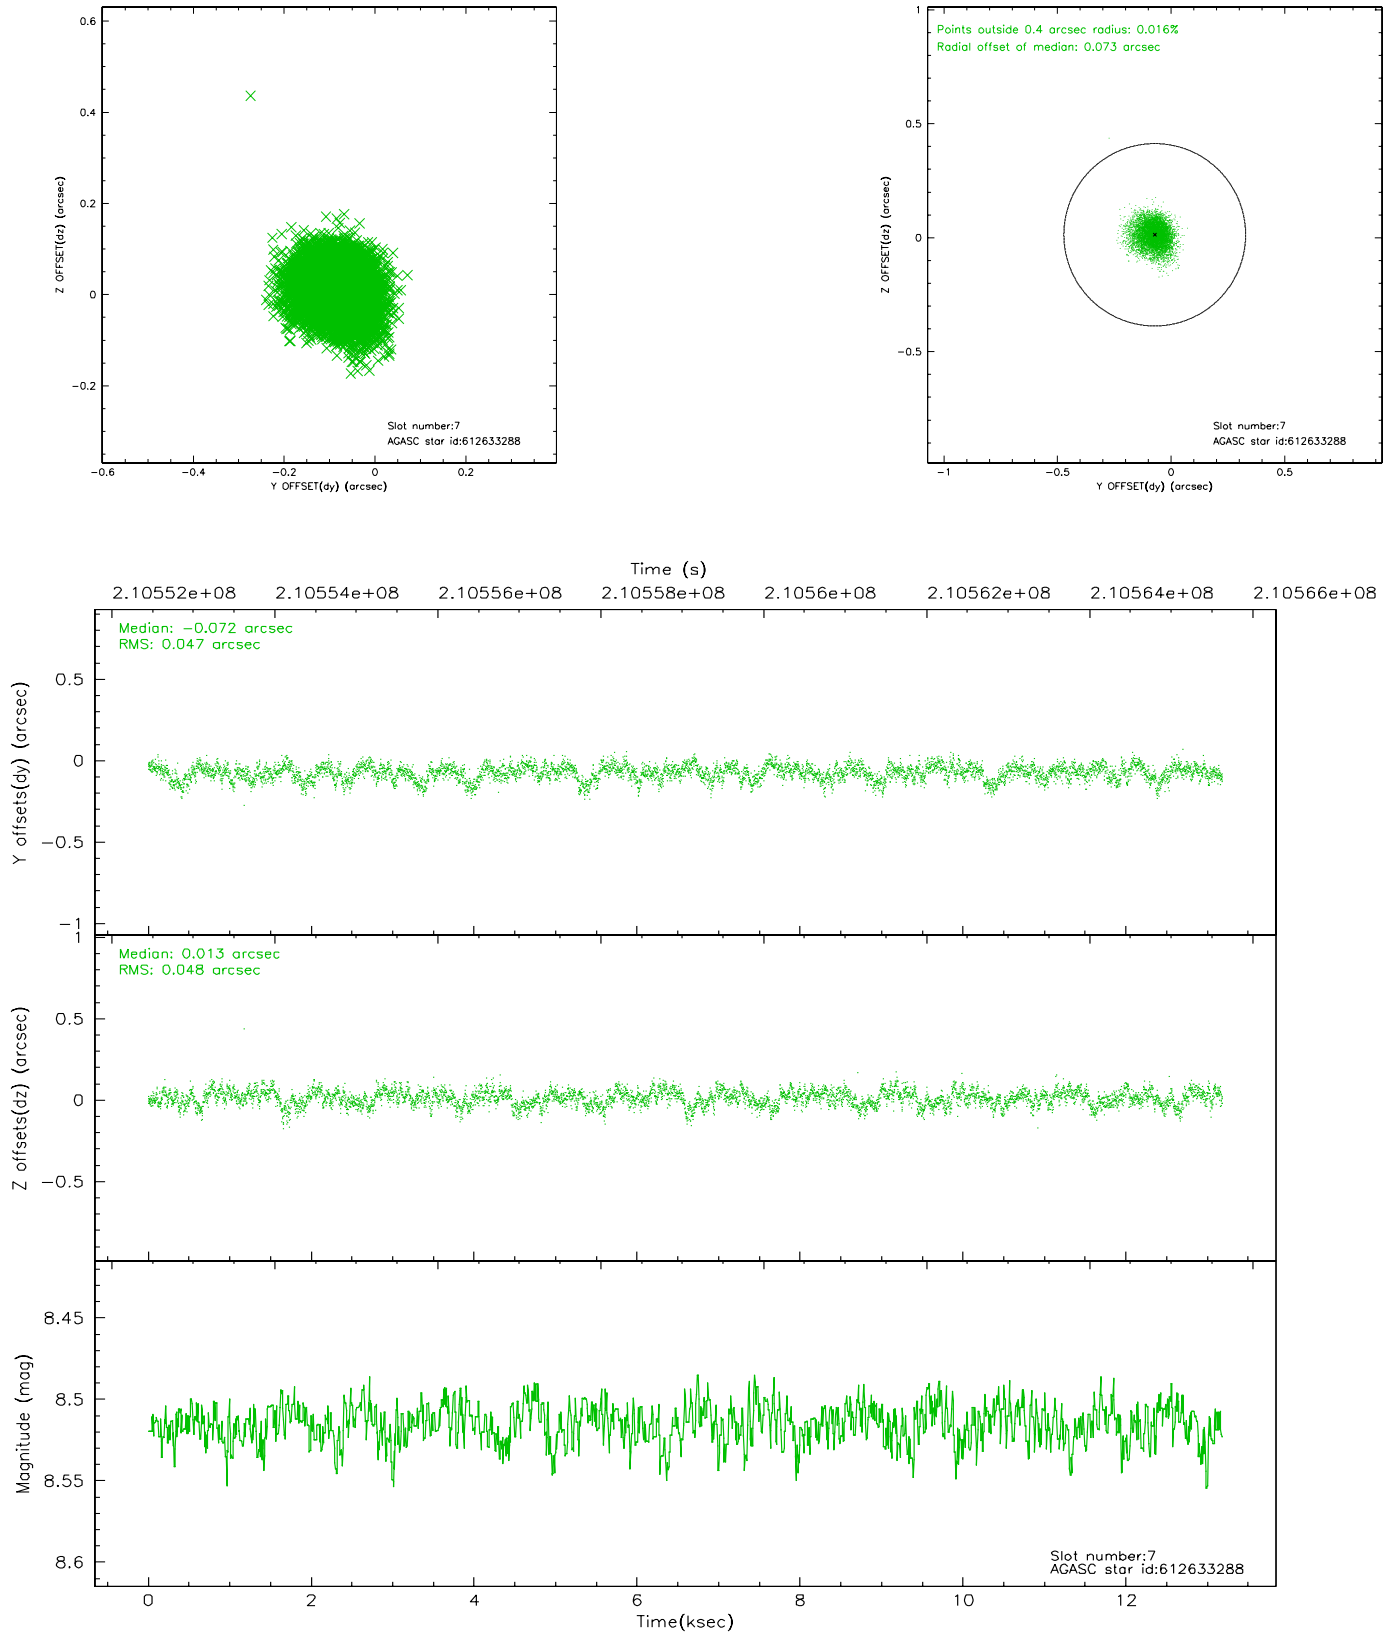 0.6
0.4
0.2
0
−0.2
Z OFFSET(dz) (arcsec)
Slot number:7
AGASC star id:612633288
−0.6
−0.4
−0.2
0
0.2
Y OFFSET(dy) (arcsec)
1
0.5
0
−0.5
Z OFFSET(dz) (arcsec)
Points outside 0.4 arcsec radius: 0.016%
Radial offset of median: 0.073 arcsec
Slot number:7
AGASC star id:612633288
−1
−0.5
0
0.5
Y OFFSET(dy) (arcsec)
Time (s)
2.10552e+08
2.10554e+08
2.10556e+08
2.10558e+08
2.1056e+08
2.10562e+08
2.10564e+08
2.10566e+08
Median: −0.072 arcsec
RMS: 0.047 arcsec
0.5
0
−0.5
−1
Y offsets(dy) (arcsec)
Median: 0.013 arcsec
RMS: 0.048 arcsec
1
0.5
0
−0.5
Z offsets(dz) (arcsec)
8.45
8.5
8.55
8.6
Magnitude (mag)
Slot number:7
AGASC star id:612633288
0
2
4
6
8
10
12
Time(ksec)